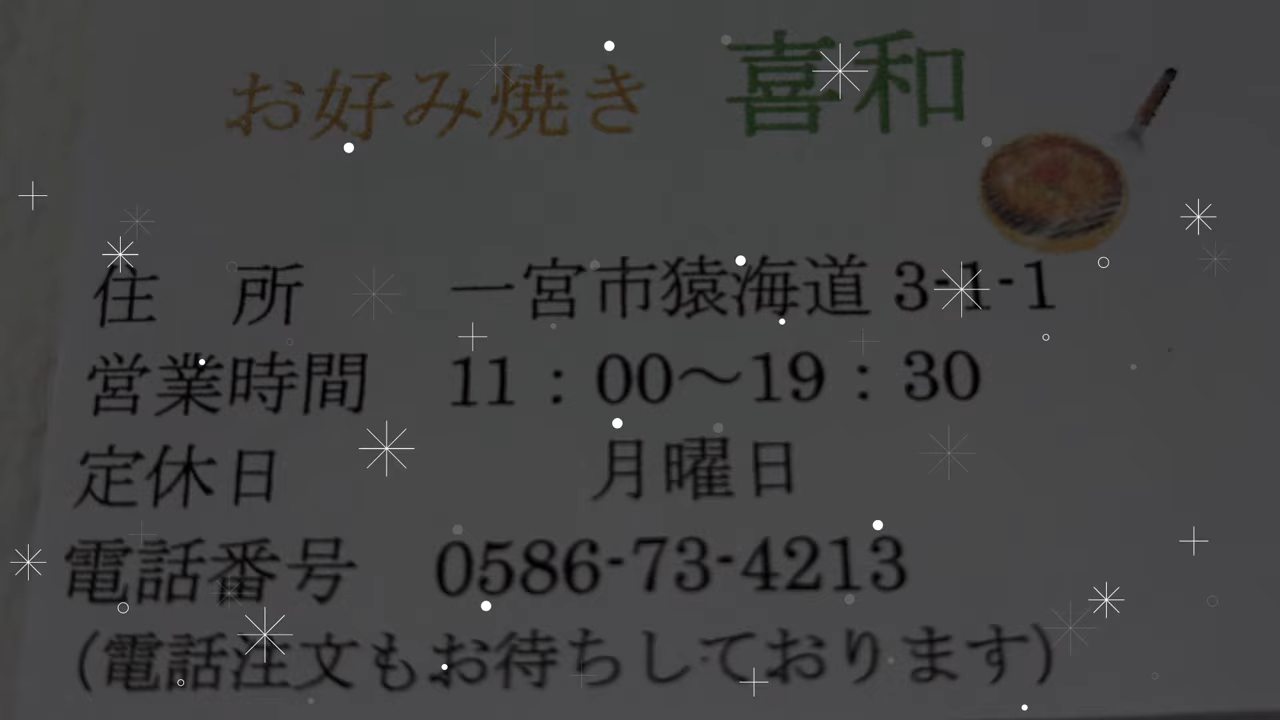 お好み焼き 喜和
住 所 一宮市猿海道 3-1-1
営業時間 11：00～19：30
定休日 月曜日
電話番号 0586-73-4213
(電話注文もお待ちしております)